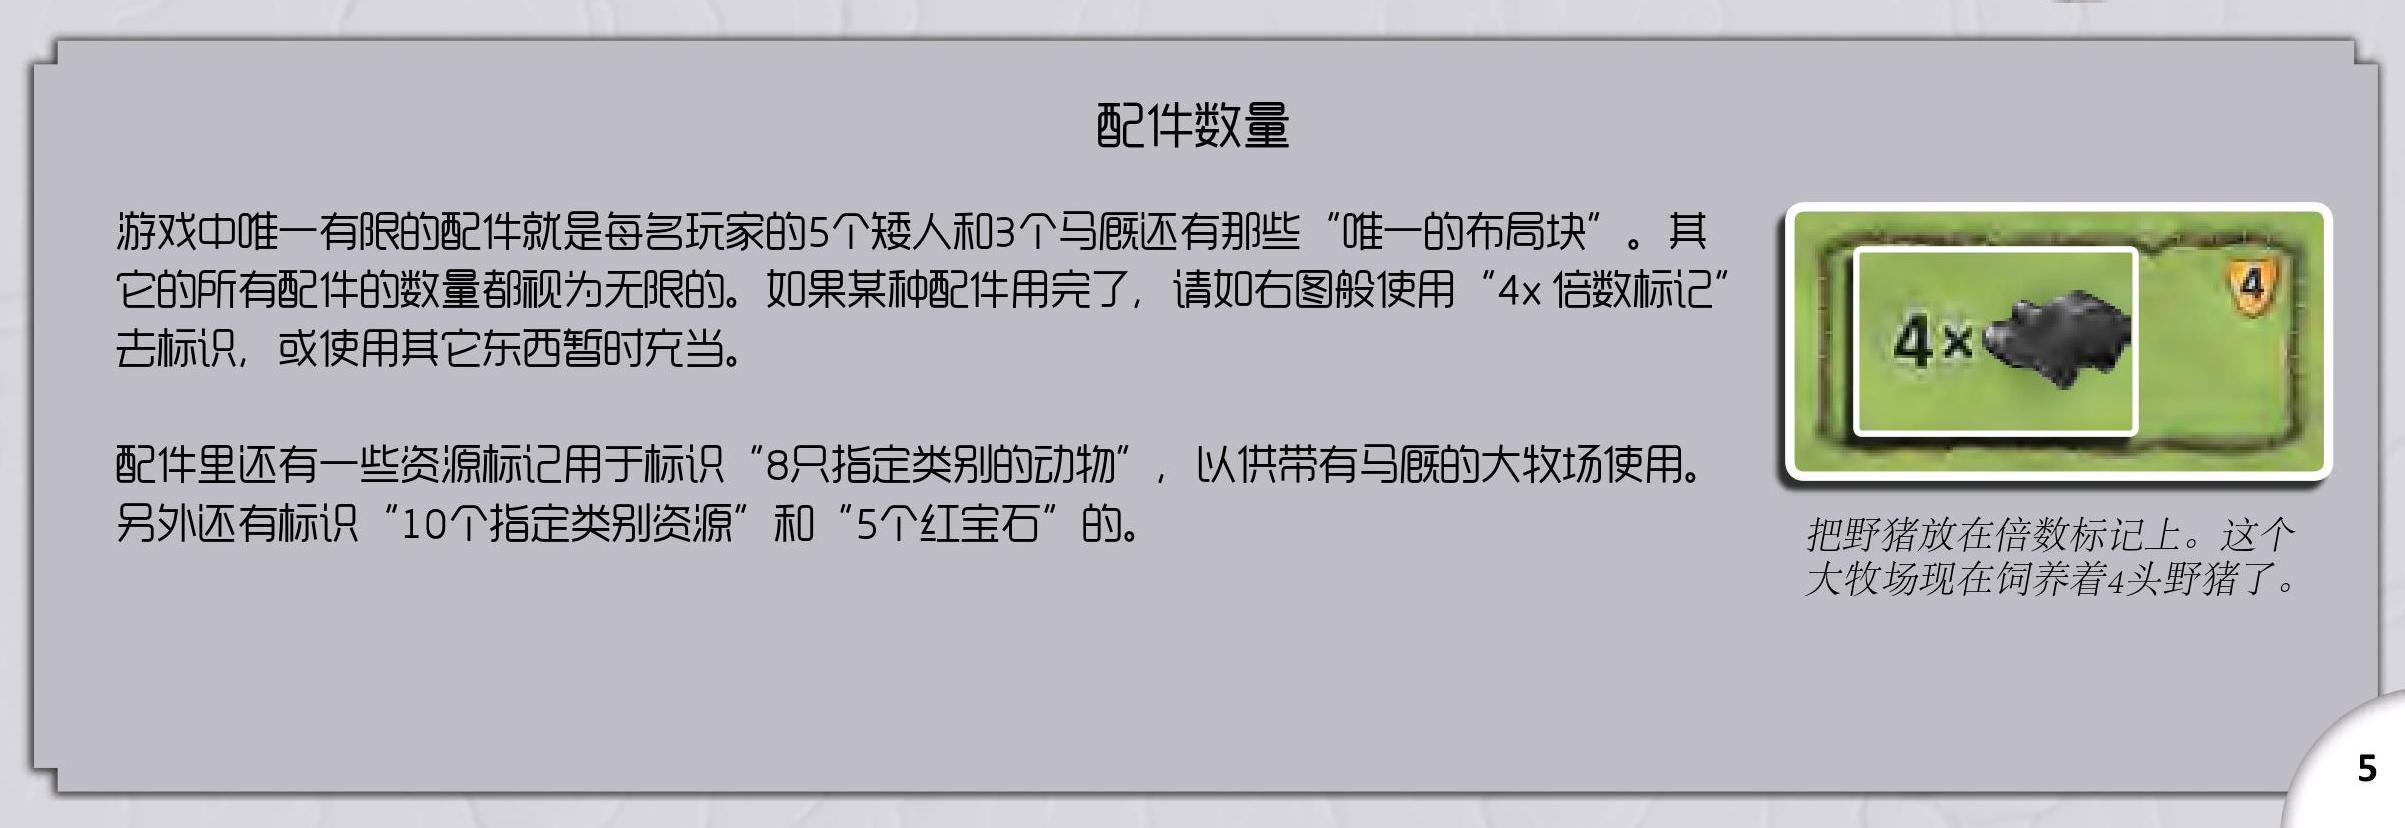 配件数量
游戏中唯一有限的配件就是每名玩家的5个矮人和3个马厩还有那些“唯一的布局块”。其
它的所有配件的数量都视为无限的。如果某种配件用完了，请如右图般使用“4x 倍数标记”
去标识，或使用其它东西暂时充当。
配件里还有一些资源标记用于标识“8只指定类别的动物”，以供带有马厩的大牧场使用。
另外还有标识“10个指定类别资源”和“5个红宝石”的。
4
4×
把野猪放在倍数标记上。这个
大牧场现在饲养着4头野猪了。
5